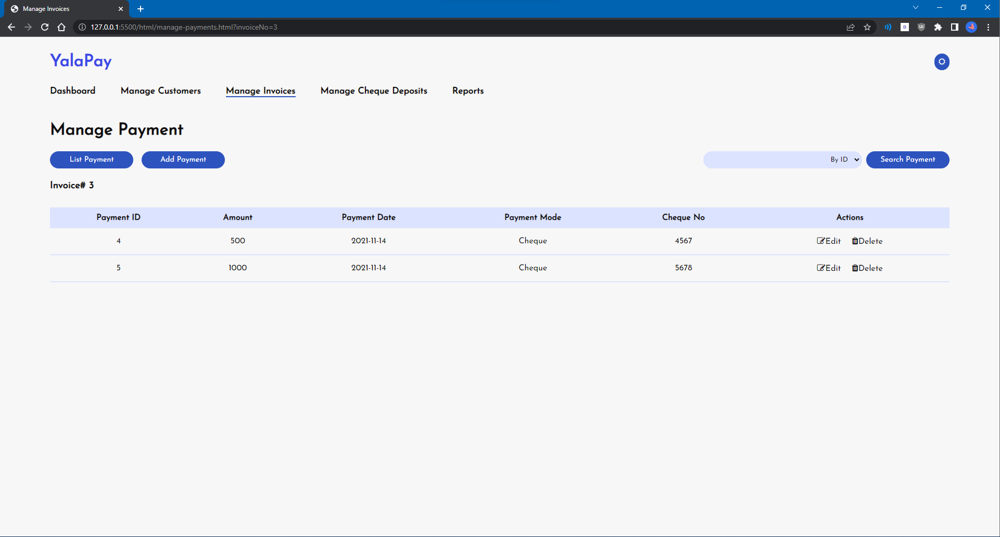 Manage Invoices
127.0.0.1:5500/html/manage-payments.html?invoiceNo=3
YalaPay
Dashboard Manage Customers Manage Invoices Manage Cheque Deposits Reports
Manage Payment
List Payment Add Payment By ID Search Payment
Invoice# 3
Payment ID Amount Payment Date Payment Mode Cheque No Actions
4 500 2021-11-14 Cheque 4567 Edit Delete
5 1000 2021-11-14 Cheque 5678 Edit Delete